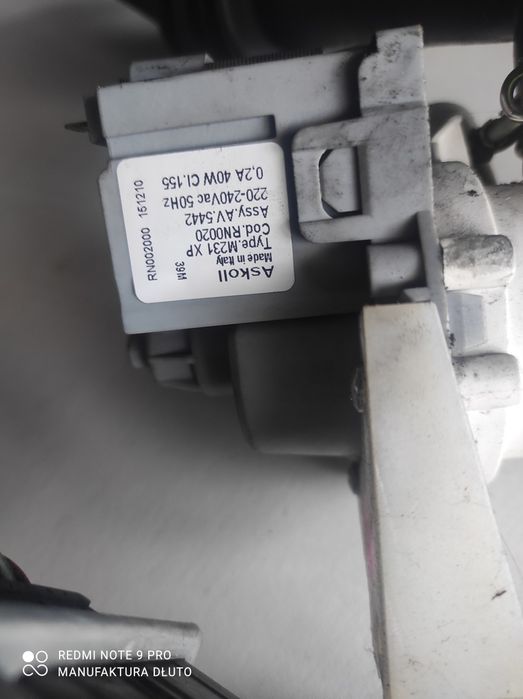 Askoll
Made in Italy
39M
Type.M231 XP
Cod.RN0020
Assy.AV.5442
220-240Vac 50Hz
0,2A 40W Cl.155
RN002000 151210
REDMI NOTE 9 PRO
MANUFAKTURA DŁUTO